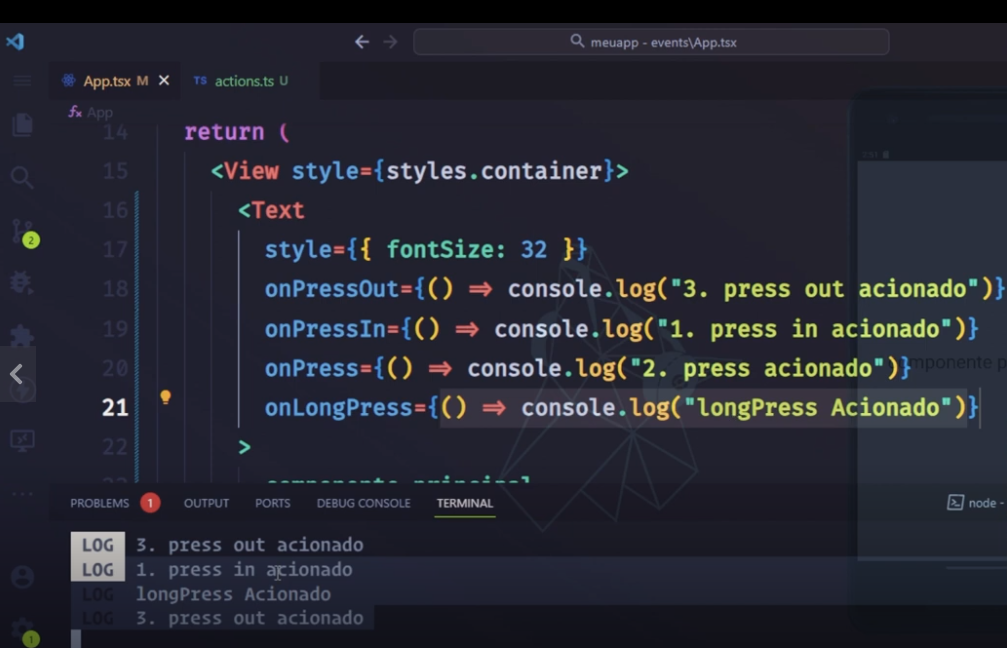 meuapp - events\App.tsx
App.tsx M
TS actions.ts U
App
14 return (
15 <View style={styles.container}>
16 <Text
17 style={{ fontSize: 32 }}
18 onPressOut={() => console.log("3. press out acionado")}
19 onPressIn={() => console.log("1. press in acionado")}
20 onPress={() => console.log("2. press acionado")}
21 onLongPress={() => console.log("longPress Acionado")}
22 >
PROBLEMS 1 OUTPUT PORTS DEBUG CONSOLE TERMINAL node -
LOG 3. press out acionado
LOG 1. press in acionado
LOG longPress Acionado
LOG 3. press out acionado
2
1